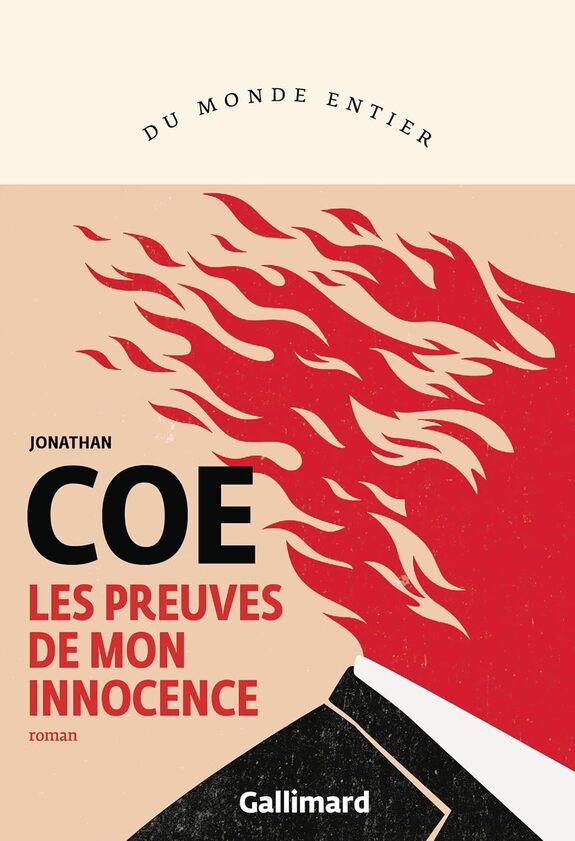 DU MONDE ENTIER
JONATHAN
COE
LES PREUVES
DE MON
INNOCENCE
roman
Gallimard